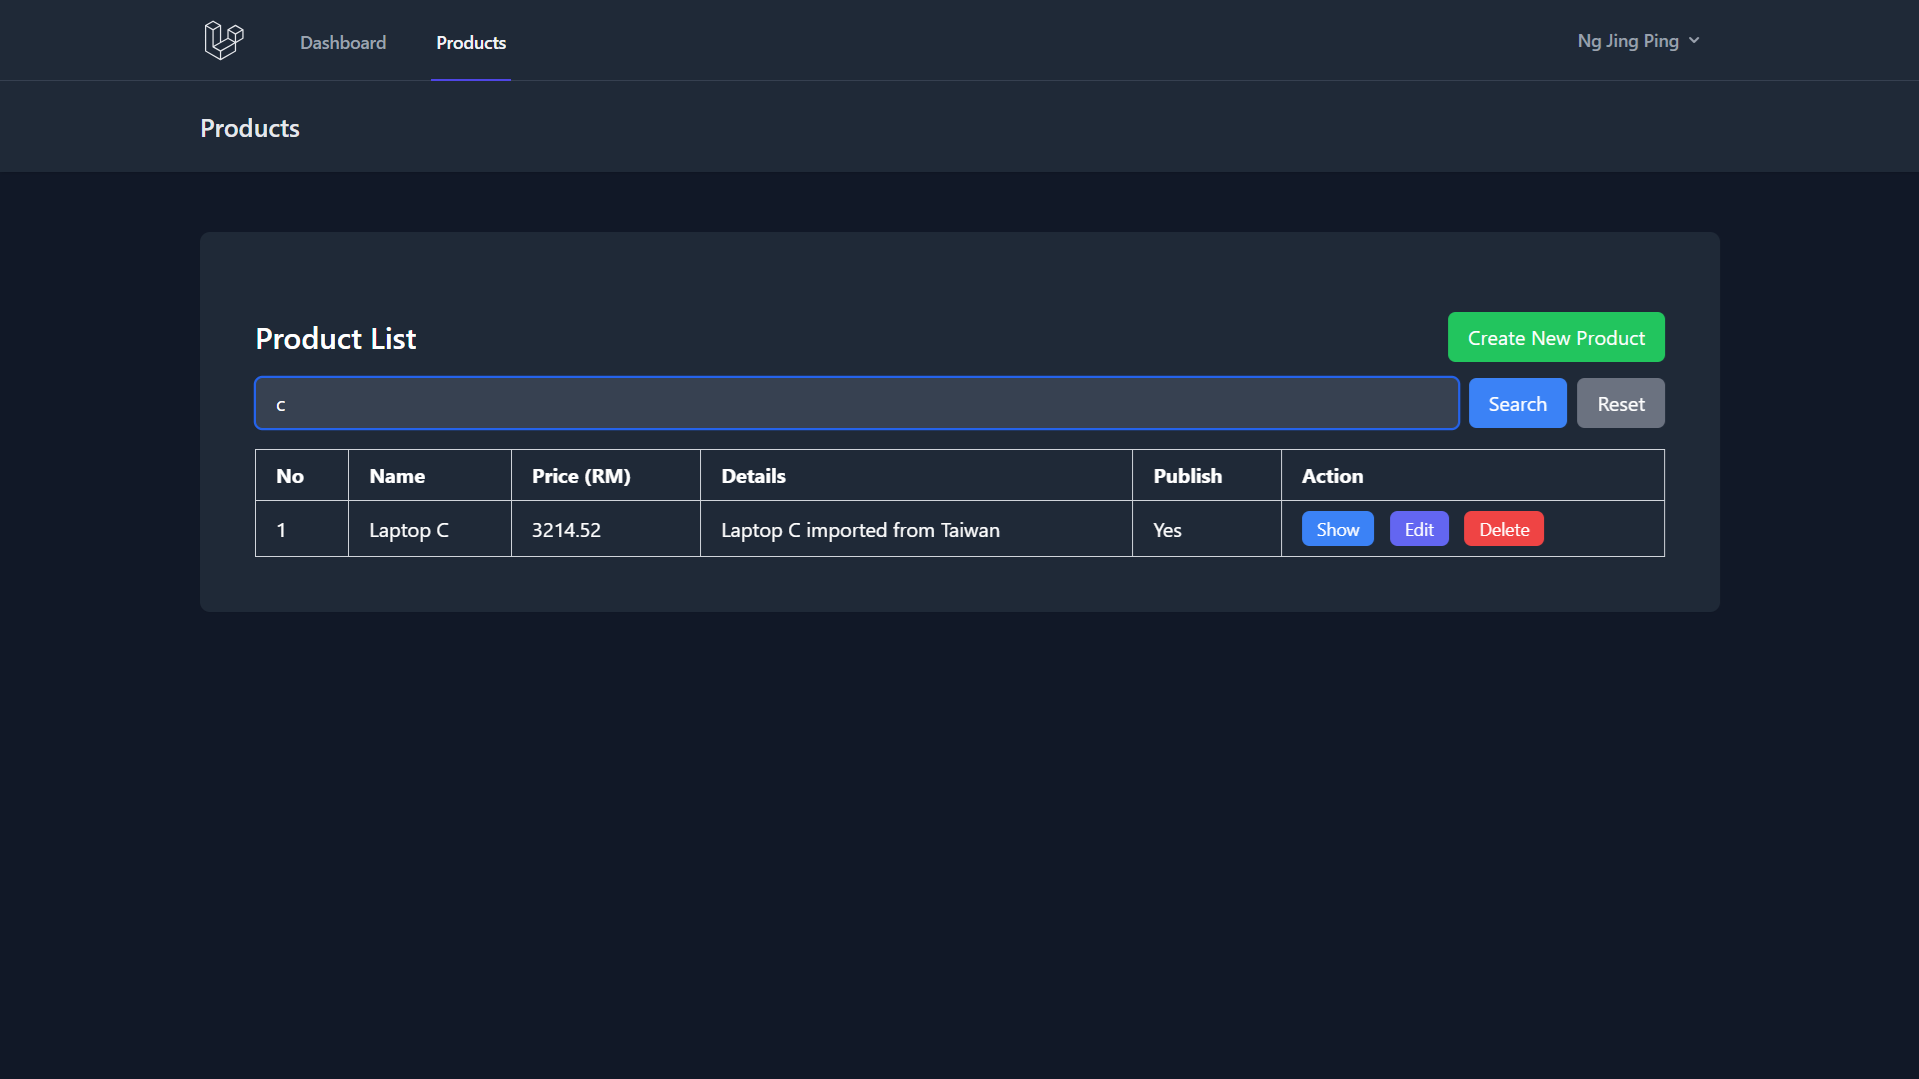 Dashboard Products Ng Jing Ping
Products
Product List Create New Product
c Search Reset
No Name Price (RM) Details Publish Action
1 Laptop C 3214.52 Laptop C imported from Taiwan Yes Show Edit Delete